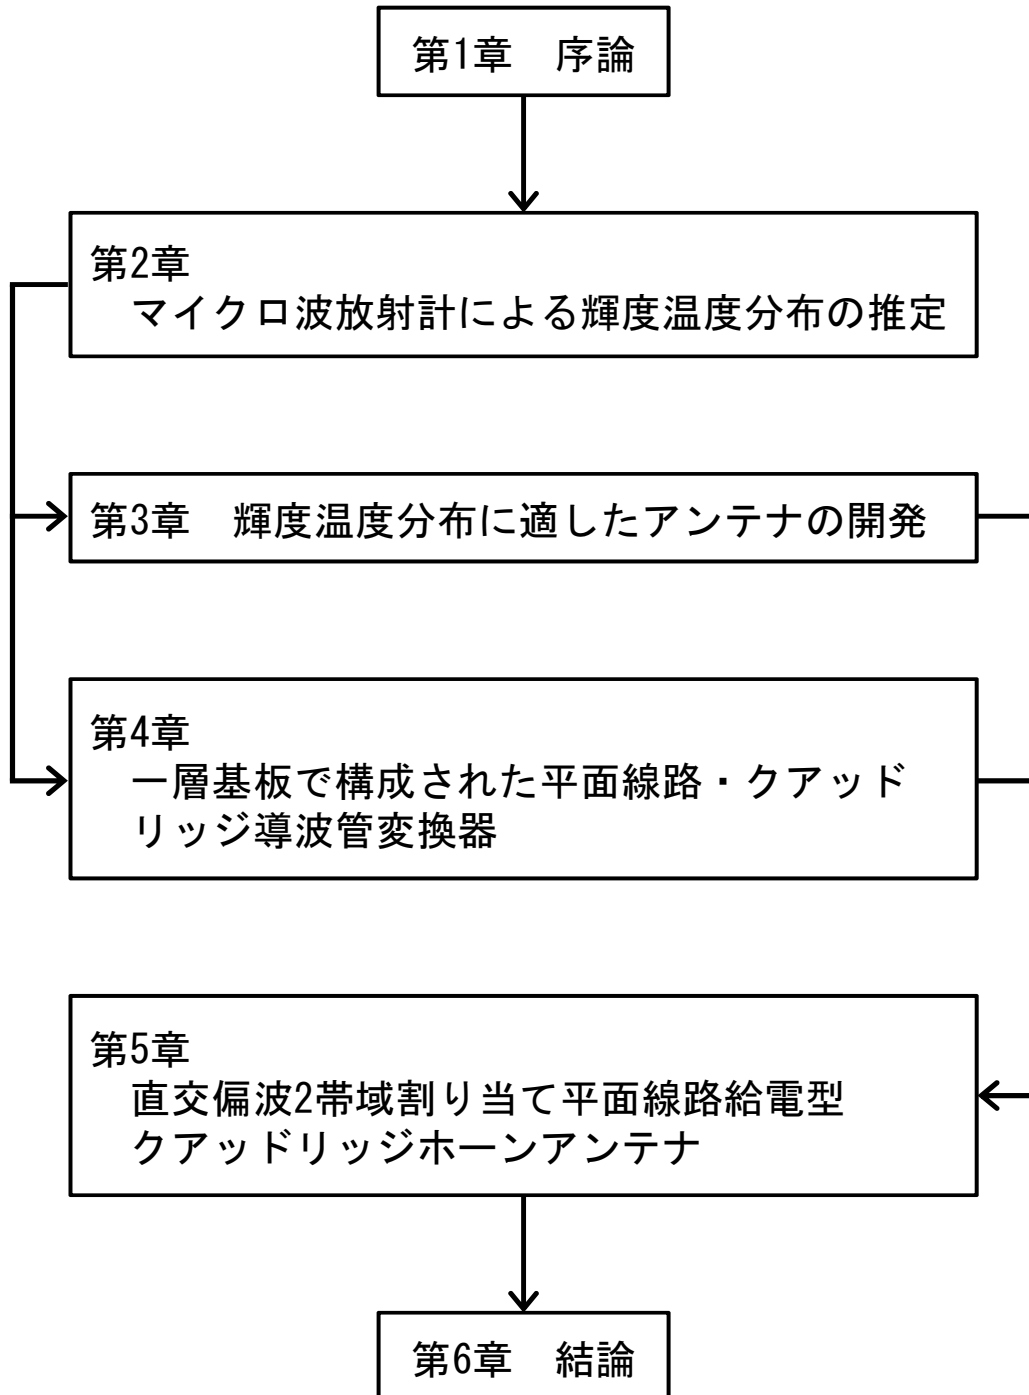 第1章　序論
第2章
マイクロ波放射計による輝度温度分布の推定
第3章　輝度温度分布に適したアンテナの開発
第4章
一層基板で構成された平面線路・クアッド
リッジ導波管変換器
第5章
直交偏波2帯域割り当て平面線路給電型
クアッドリッジホーンアンテナ
第6章　結論